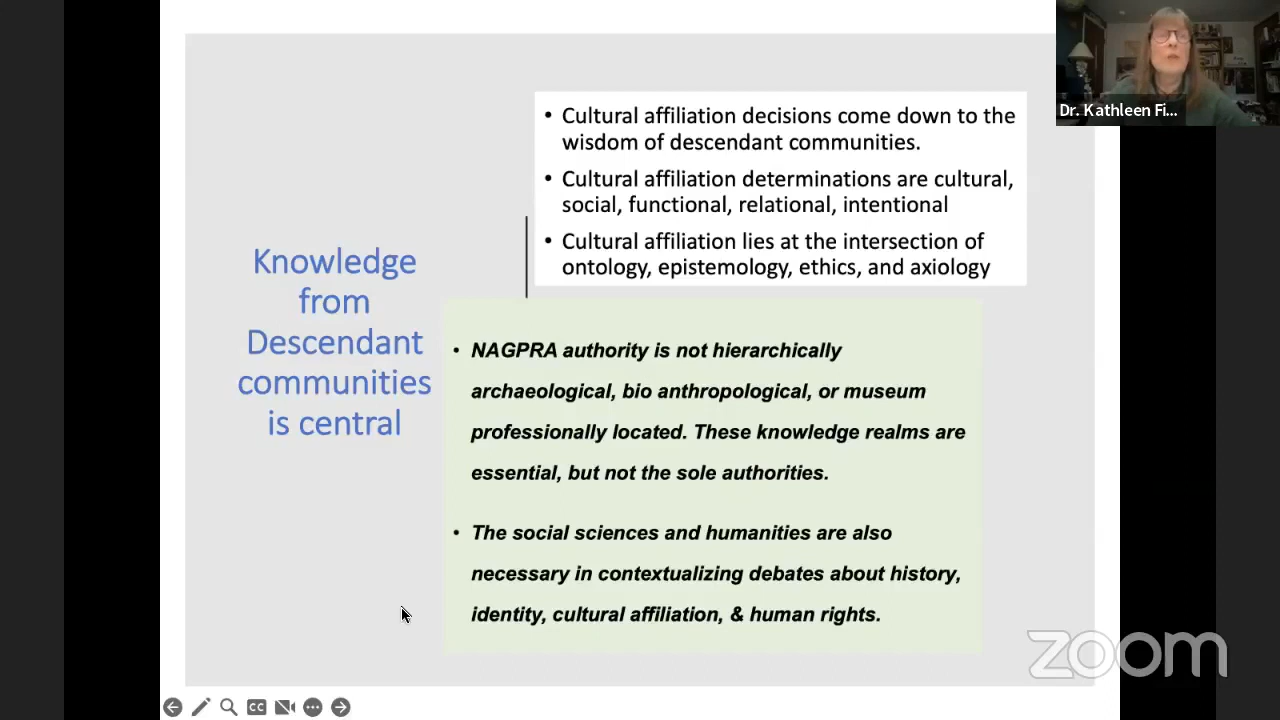 Knowledge
from
Descendant
communities
is central
• Cultural affiliation decisions come down to the
wisdom of descendant communities.
• Cultural affiliation determinations are cultural,
social, functional, relational, intentional
• Cultural affiliation lies at the intersection of
ontology, epistemology, ethics, and axiology
• NAGPRA authority is not hierarchically
archaeological, bio anthropological, or museum
professionally located. These knowledge realms are
essential, but not the sole authorities.
• The social sciences and humanities are also
necessary in contextualizing debates about history,
identity, cultural affiliation, & human rights.
Dr. Kathleen Fi...
CC
zoom